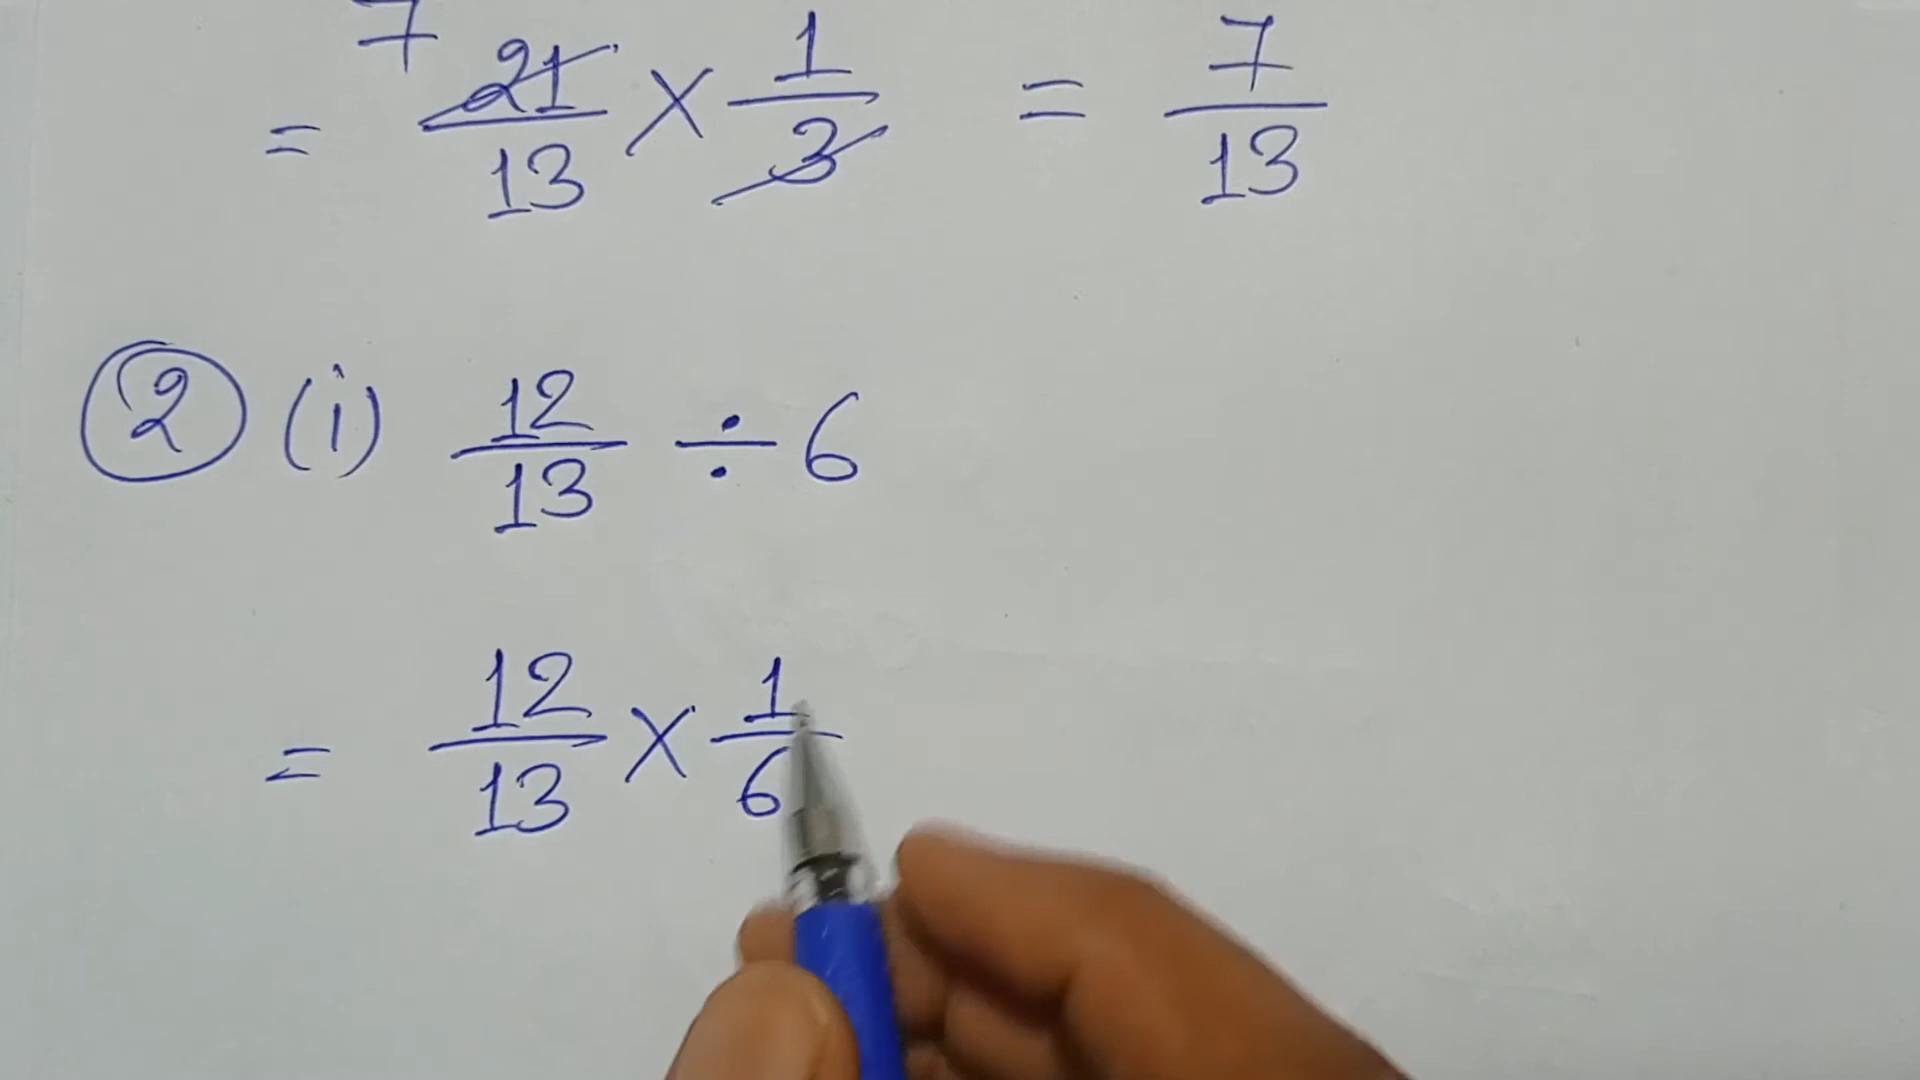 7
= 21/13 × 1/3 = 7/13
② (i) 12/13 ÷ 6
= 12/13 × 1/6